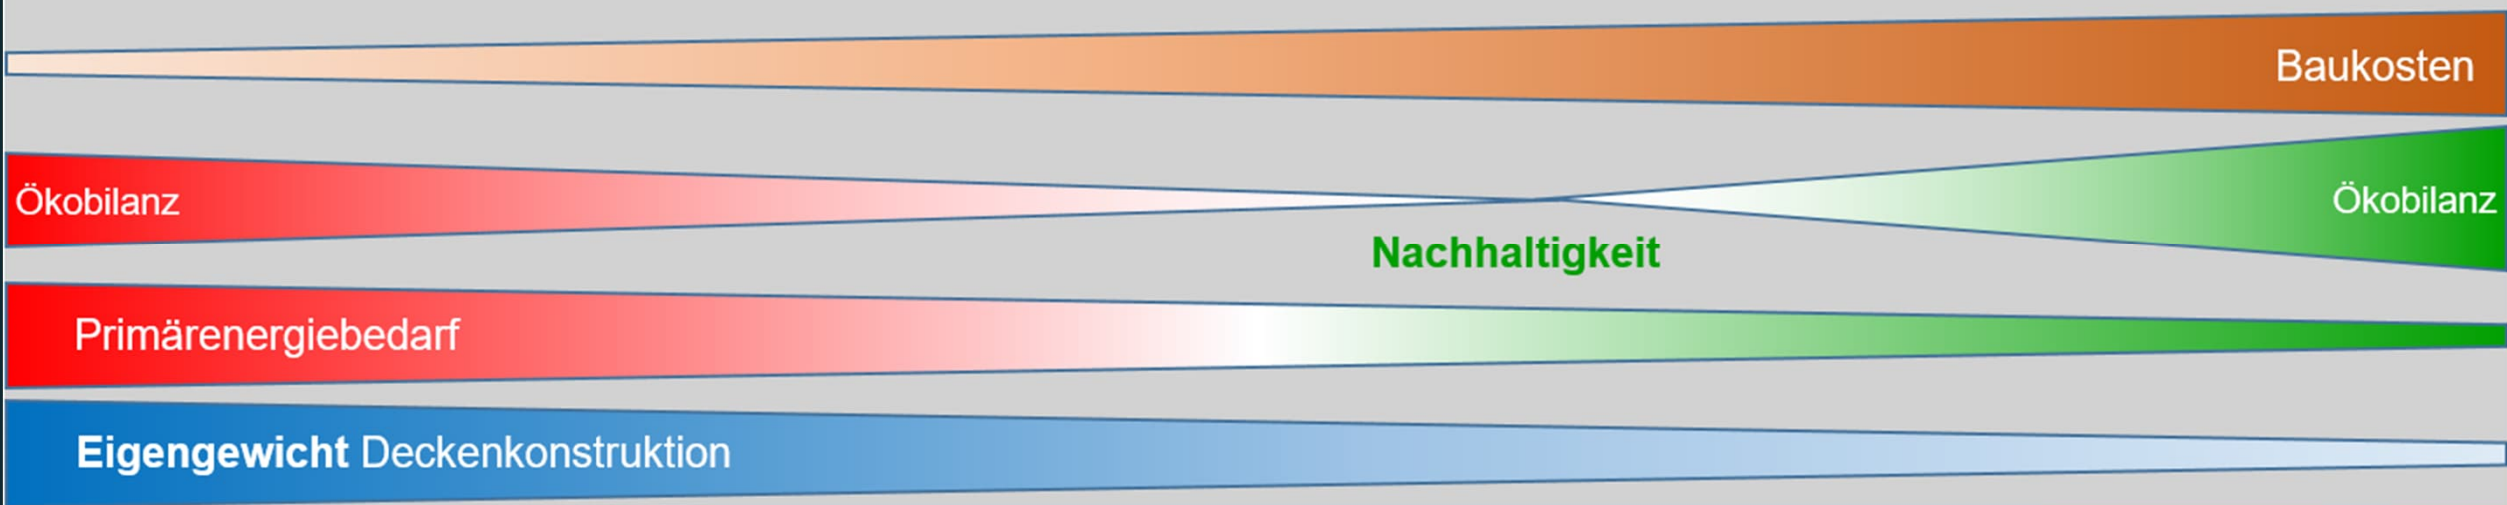 Baukosten
Ökobilanz
Ökobilanz
Nachhaltigkeit
Primärenergiebedarf
Eigengewicht Deckenkonstruktion